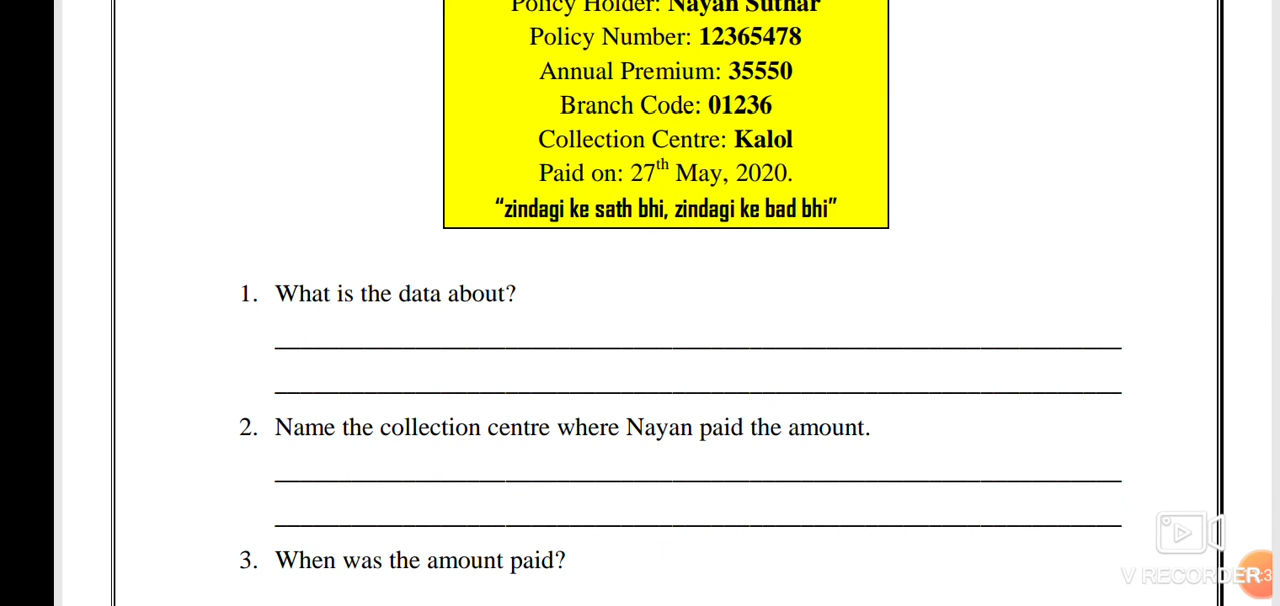 Policy Holder: Nayan Suthar
Policy Number: 12365478
Annual Premium: 35550
Branch Code: 01236
Collection Centre: Kalol
Paid on: 27th May, 2020.
“zindagi ke sath bhi, zindagi ke bad bhi”
1. What is the data about?
2. Name the collection centre where Nayan paid the amount.
3. When was the amount paid?
V RECORDER